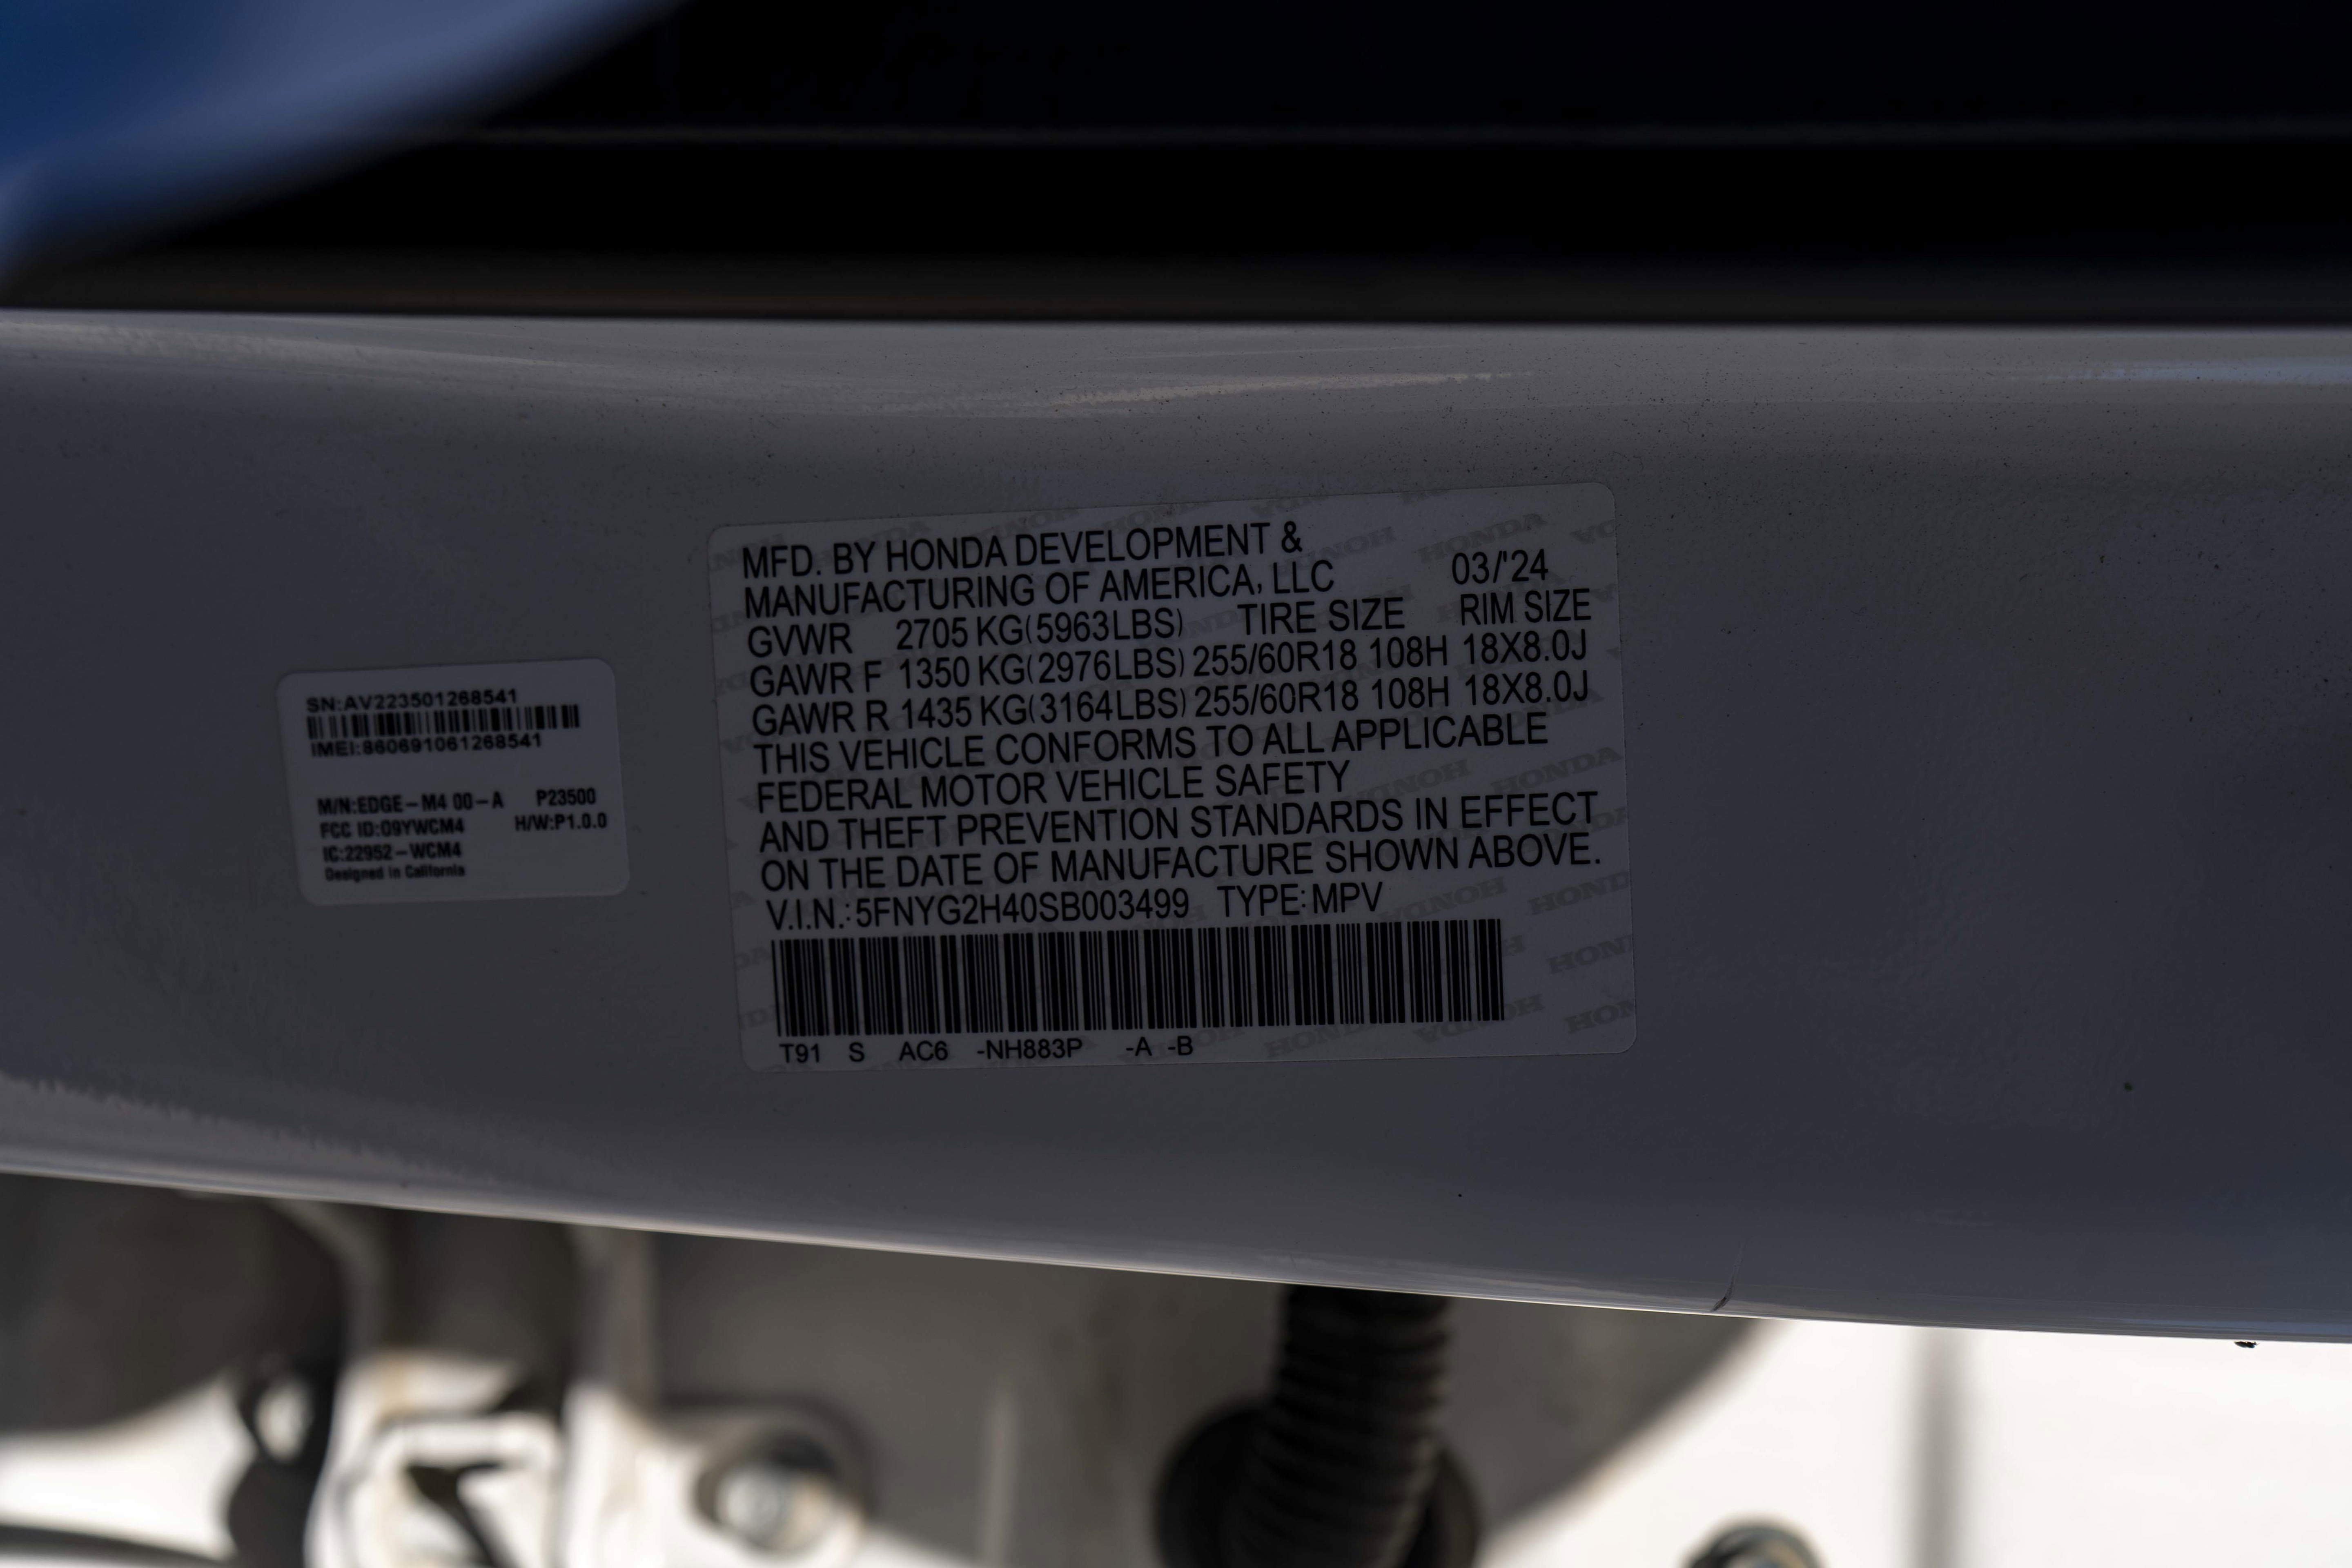 SN:AV223501268541
IMEI:860691061268541
M/N:EDGE-M4 00-A P23500
FCC ID:O9YWCM4 H/W:P1.0.0
IC:22952-WCM4
Designed in California
MFD. BY HONDA DEVELOPMENT &
MANUFACTURING OF AMERICA, LLC 03/'24
GVWR 2705 KG(5963LBS) TIRE SIZE RIM SIZE
GAWR F 1350 KG(2976LBS) 255/60R18 108H 18X8.0J
GAWR R 1435 KG(3164LBS) 255/60R18 108H 18X8.0J
THIS VEHICLE CONFORMS TO ALL APPLICABLE
FEDERAL MOTOR VEHICLE SAFETY
AND THEFT PREVENTION STANDARDS IN EFFECT
ON THE DATE OF MANUFACTURE SHOWN ABOVE.
V.I.N.:5FNYG2H40SB003499 TYPE:MPV
T91 S AC6 -NH883P -A -B